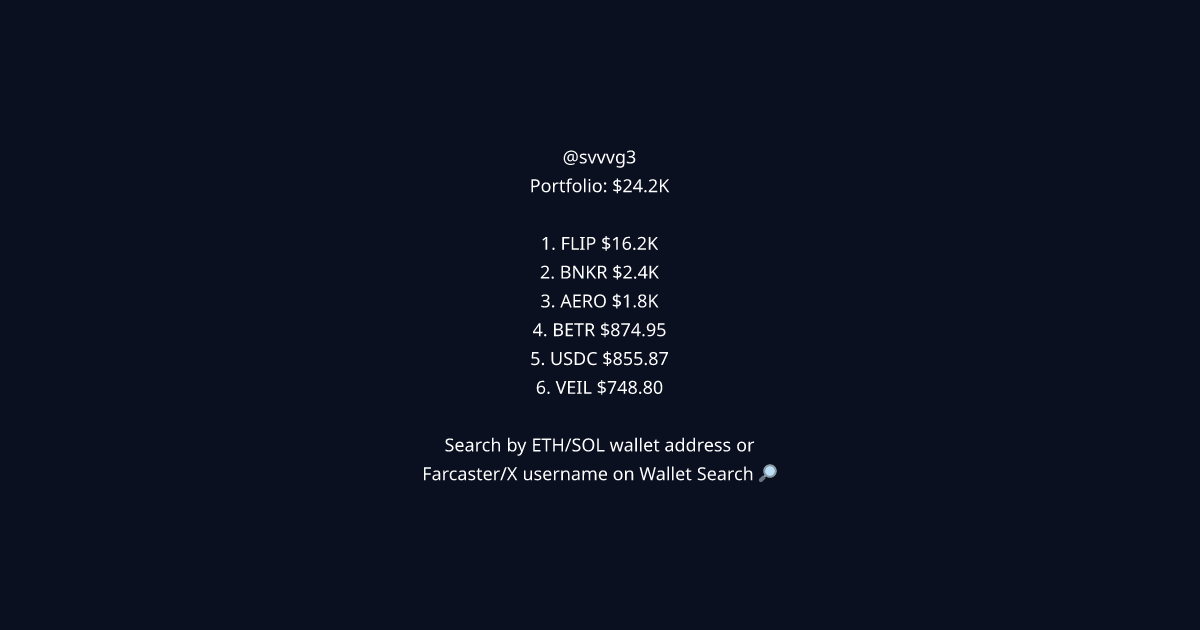 @svvvg3
Portfolio: $24.2K
1. FLIP $16.2K
2. BNKR $2.4K
3. AERO $1.8K
4. BETR $874.95
5. USDC $855.87
6. VEIL $748.80
Search by ETH/SOL wallet address or
Farcaster/X username on Wallet Search 🔎